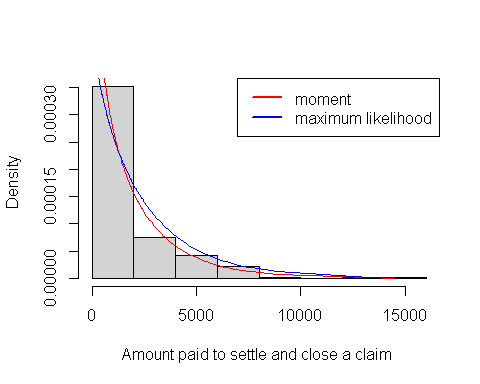 moment
maximum likelihood
Density
0.00030
0.00015
0.00000
0
5000
10000
15000
Amount paid to settle and close a claim